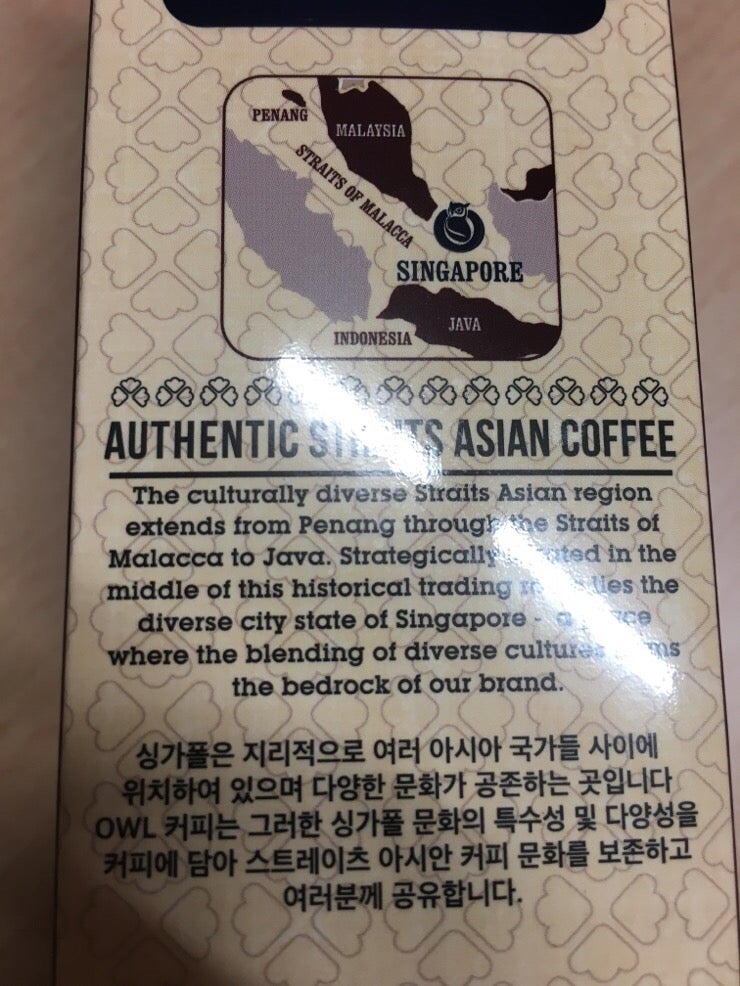 PENANG
MALAYSIA
STRAITS OF MALACCA
SINGAPORE
JAVA
INDONESIA
AUTHENTIC ASIAN COFFEE
The culturally diverse Straits Asian region
extends from Penang through the Straits of
Malacca to Java. Strategically in the
middle of this historical trading lies the
diverse city state of Singapore - a
where the blending of diverse cultures
the bedrock of our brand.
싱가폴은 지리적으로 여러 아시아 국가들 사이에
위치하여 있으며 다양한 문화가 공존하는 곳입니다
OWL 커피는 그러한 싱가폴 문화의 특수성 및 다양성을
커피에 담아 스트레이츠 아시안 커피 문화를 보존하고
여러분께 공유합니다.